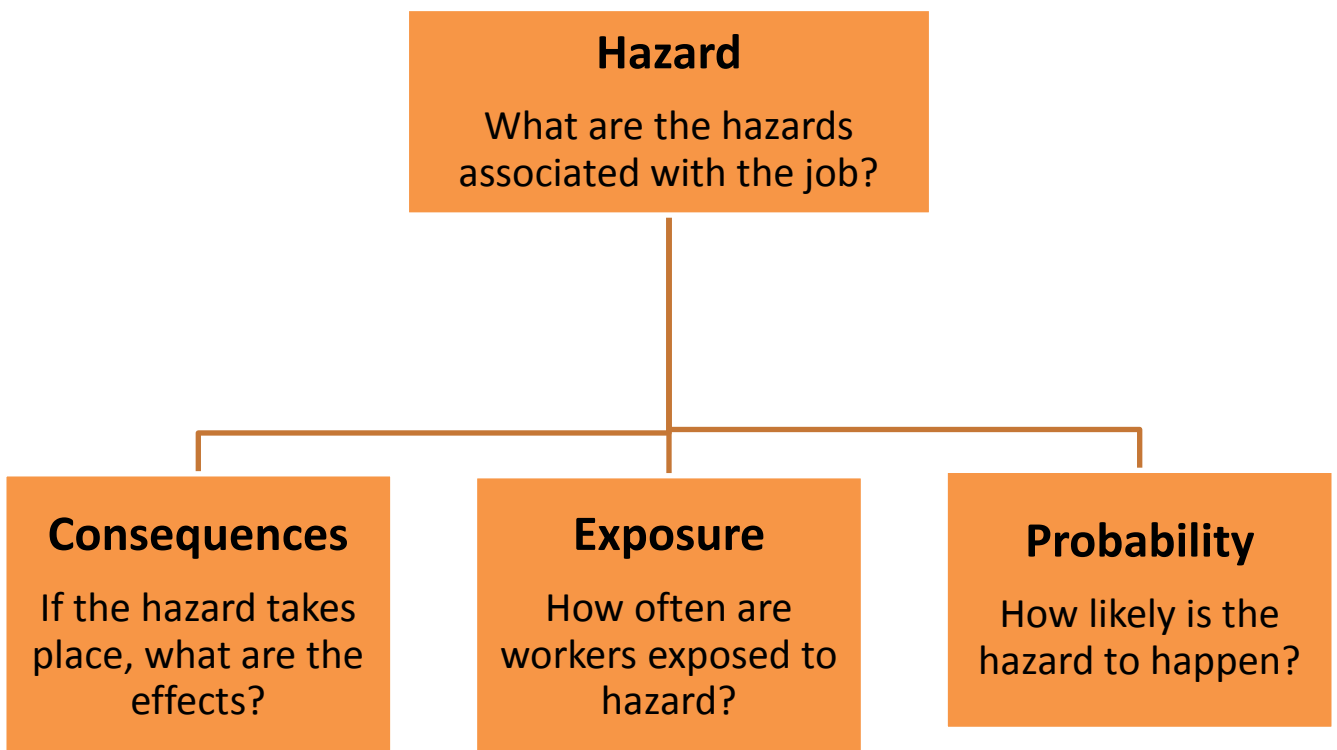 Hazard
What are the hazards
associated with the job?
Consequences
If the hazard takes
place, what are the
effects?
Exposure
How often are
workers exposed to
hazard?
Probability
How likely is the
hazard to happen?